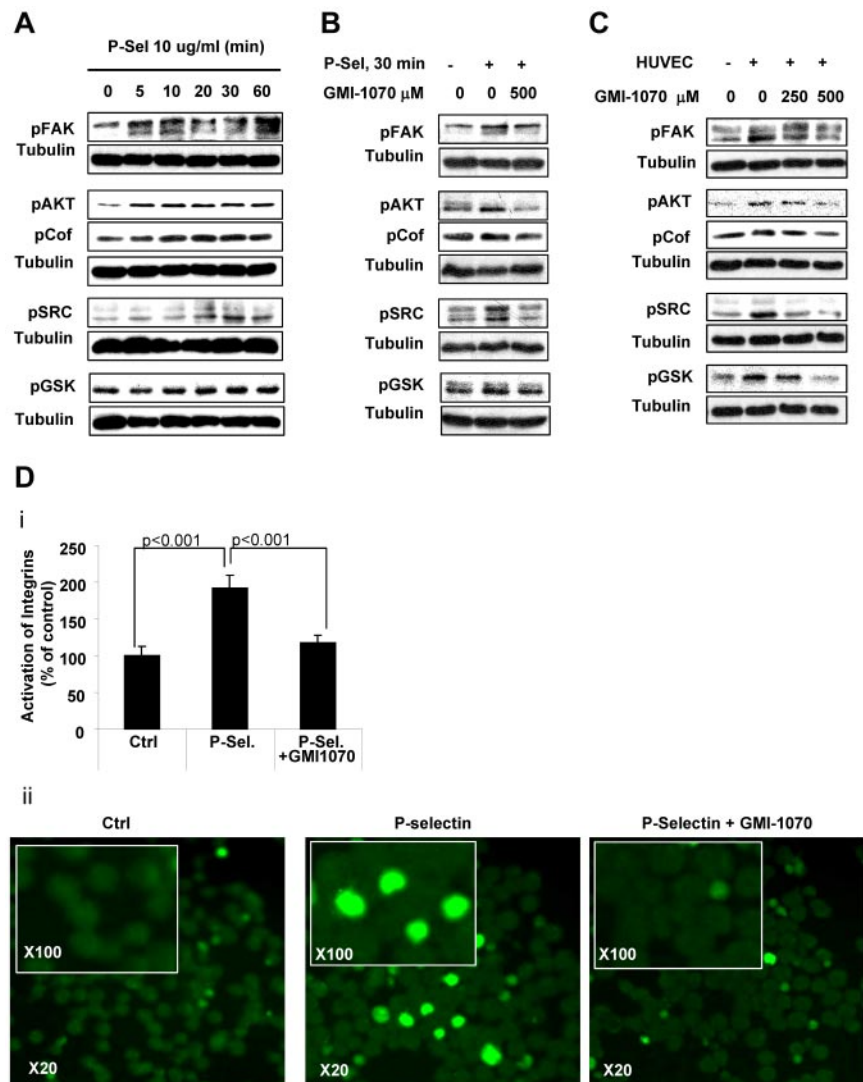 A
P-Sel 10 ug/ml (min)
0 5 10 20 30 60
pFAK
Tubulin
pAKT
pCof
Tubulin
pSRC
Tubulin
pGSK
Tubulin
B
P-Sel, 30 min - + +
GMI-1070 μM 0 0 500
pFAK
Tubulin
pAKT
pCof
Tubulin
pSRC
Tubulin
pGSK
Tubulin
C
HUVEC - + + +
GMI-1070 μM 0 0 250 500
pFAK
Tubulin
pAKT
pCof
Tubulin
pSRC
Tubulin
pGSK
Tubulin
D
i
Activation of Integrins
(% of control)
250
200
150
100
50
0
p<0.001 p<0.001
Ctrl P-Sel. P-Sel.
+GMI1070
ii
Ctrl P-selectin P-Selectin + GMI-1070
X100 X100 X100
X20 X20 X20